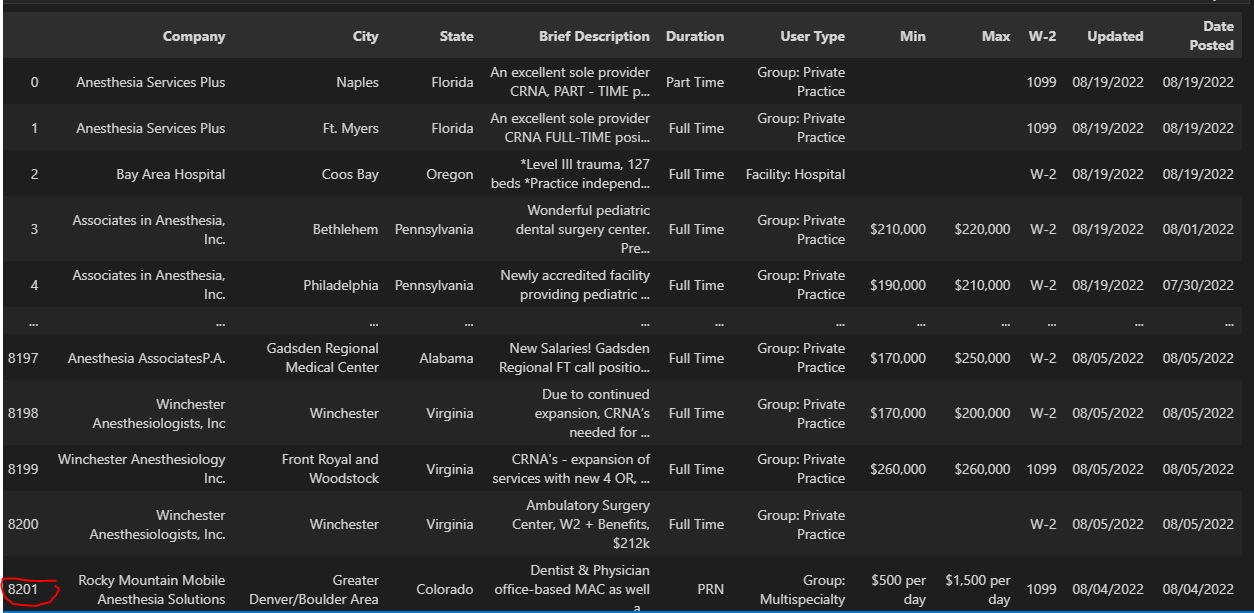 Company City State Brief Description Duration User Type Min Max W-2 Updated Date Posted
0 Anesthesia Services Plus Naples Florida An excellent sole provider CRNA, PART - TIME p... Part Time Group: Private Practice 1099 08/19/2022 08/19/2022
1 Anesthesia Services Plus Ft. Myers Florida An excellent sole provider CRNA FULL-TIME posi... Full Time Group: Private Practice 1099 08/19/2022 08/19/2022
2 Bay Area Hospital Coos Bay Oregon *Level III trauma, 127 beds *Practice independ... Full Time Facility: Hospital W-2 08/19/2022 08/19/2022
3 Associates in Anesthesia, Inc. Bethlehem Pennsylvania Wonderful pediatric dental surgery center. Pre... Full Time Group: Private Practice $210,000 $220,000 W-2 08/19/2022 08/01/2022
4 Associates in Anesthesia, Inc. Philadelphia Pennsylvania Newly accredited facility providing pediatric ... Full Time Group: Private Practice $190,000 $210,000 W-2 08/19/2022 07/30/2022
... ... ... ... ... ... ... ... ... ... ... ...
8197 Anesthesia AssociatesP.A. Gadsden Regional Medical Center Alabama New Salaries! Gadsden Regional FT call positio... Full Time Group: Private Practice $170,000 $250,000 W-2 08/05/2022 08/05/2022
8198 Winchester Anesthesiologists, Inc Winchester Virginia Due to continued expansion, CRNA's needed for ... Full Time Group: Private Practice $170,000 $200,000 W-2 08/05/2022 08/05/2022
8199 Winchester Anesthesiology Inc. Front Royal and Woodstock Virginia CRNA's - expansion of services with new 4 OR, ... Full Time Group: Private Practice $260,000 $260,000 1099 08/05/2022 08/05/2022
8200 Winchester Anesthesiologists, Inc. Winchester Virginia Ambulatory Surgery Center, W2 + Benefits, $212k Full Time Group: Private Practice W-2 08/05/2022 08/05/2022
8201 Rocky Mountain Mobile Anesthesia Solutions Greater Denver/Boulder Area Colorado Dentist & Physician office-based MAC as well a PRN Group: Multispecialty $500 per day $1,500 per day 1099 08/04/2022 08/04/2022